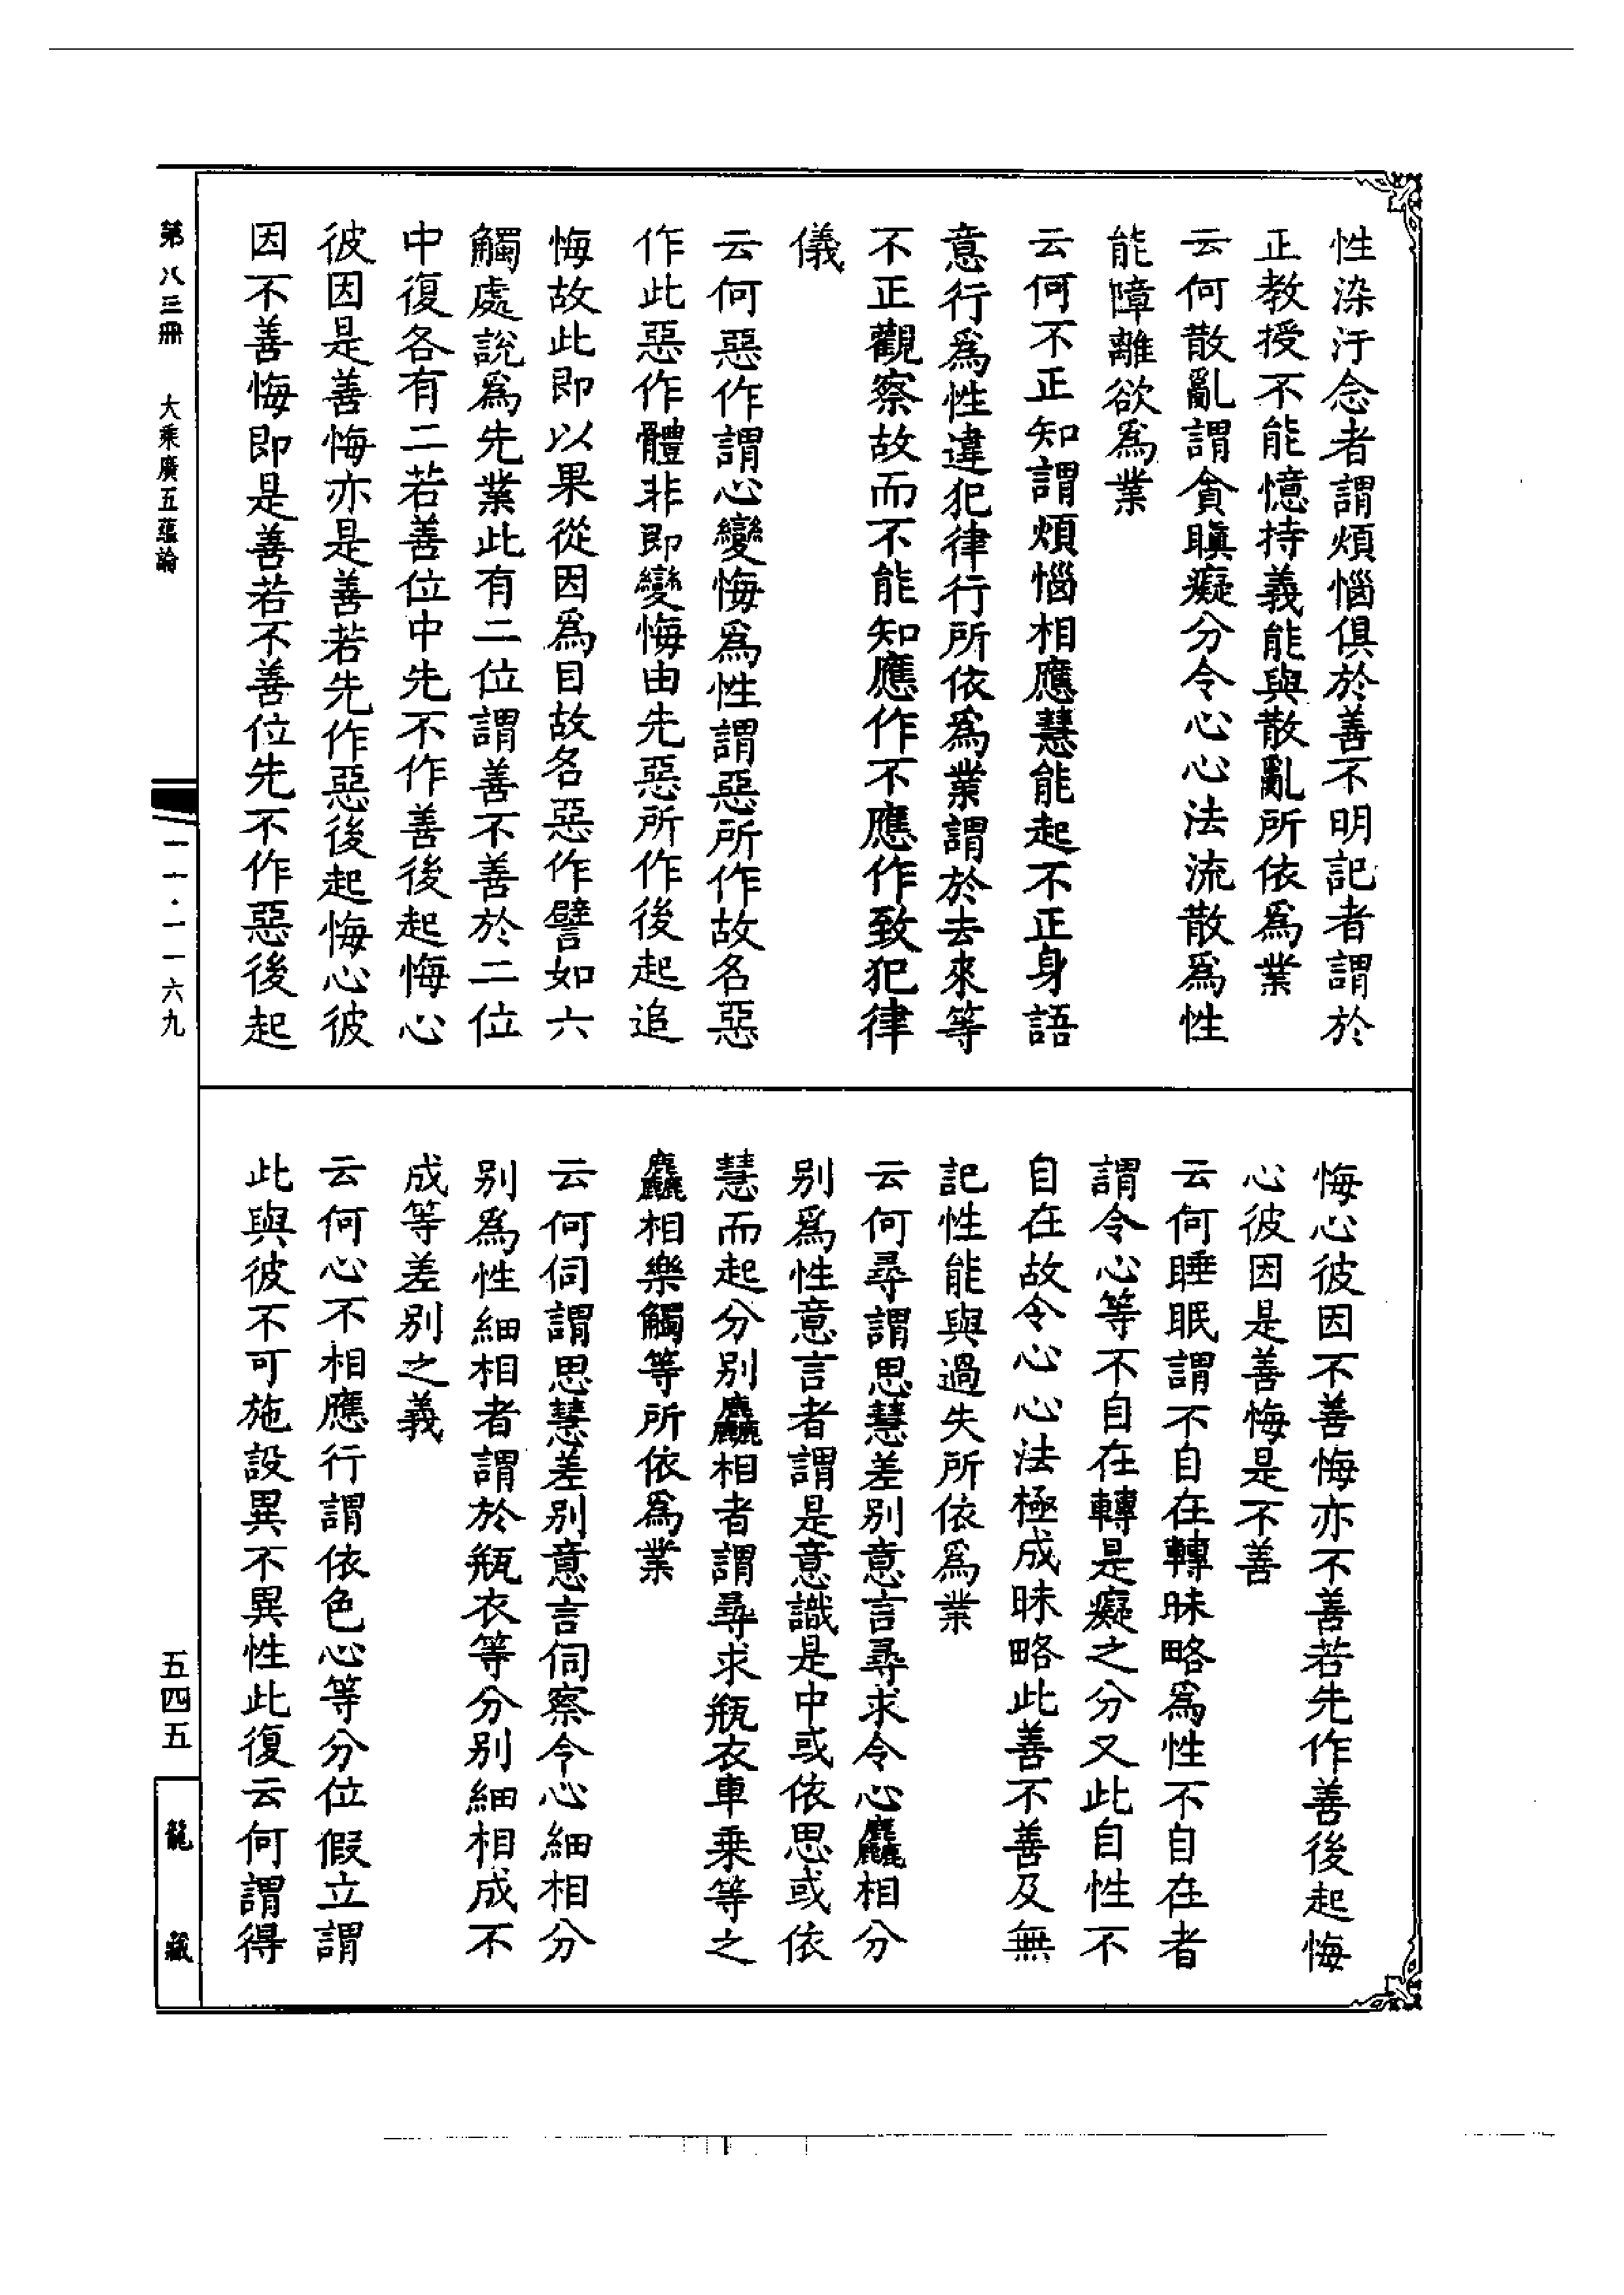 性染汙念者謂煩惱俱於善不明記者謂於
正教授不能憶持義能與散亂所依爲業
云何散亂謂貪瞋癡分令心心法流散爲性
能障離欲爲業
云何不正知謂煩惱相應慧能起不正身語
意行爲性違犯律行所依爲業謂於去來等
不正觀察故而不能知應作不應作致犯律
儀
云何惡作謂心變悔爲性謂惡所作故名惡
作此惡作體非即變悔由先惡所作後起追
悔故此即以果從因爲目故名惡作譬如六
觸處說爲先業此有二位謂善不善於二位
中復各有二若善位中先不作善後起悔心
彼因是善悔亦是善若先作惡後起悔心彼
因不善悔即是善若不善位先不作惡後起
悔心彼因不善悔亦不善若先作善後起悔
心彼因是善悔是不善
云何睡眠謂不自在轉昧略爲性不自在者
謂令心等不自在轉是癡之分又此自性不
自在故令心心法極成昧略此善不善及無
記性能與過失所依爲業
云何尋謂思慧差別意言尋求令心麤相分
別爲性意言者謂是意識是中或依思或依
慧而起分別麤相者謂尋求瓶衣車乗等之
麤相樂觸等所依爲業
云何伺謂思慧差別意言伺察令心細相分
別爲性細相者謂於瓶衣等分別細相成不
成等差別之義
云何心不相應行謂依色心等分位假立謂
此與彼不可施設異不異性此復云何謂得
第八三冊　大乘廣五蘊論
一一·一一六九
五四五
龍藏